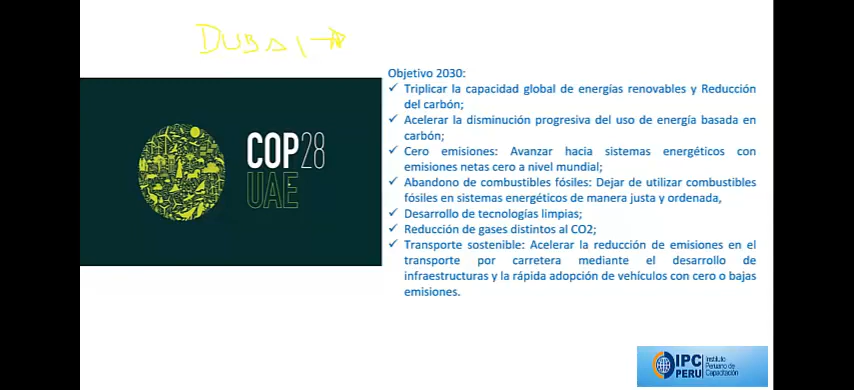 DUBAI
COP28
UAE
Objetivo 2030:
✓ Triplicar la capacidad global de energías renovables y Reducción
del carbón;
✓ Acelerar la disminución progresiva del uso de energía basada en
carbón;
✓ Cero emisiones: Avanzar hacia sistemas energéticos con
emisiones netas cero a nivel mundial;
✓ Abandono de combustibles fósiles: Dejar de utilizar combustibles
fósiles en sistemas energéticos de manera justa y ordenada,
✓ Desarrollo de tecnologías limpias;
✓ Reducción de gases distintos al CO2;
✓ Transporte sostenible: Acelerar la reducción de emisiones en el
transporte por carretera mediante el desarrollo de
infraestructuras y la rápida adopción de vehículos con cero o bajas
emisiones.
IPC
PERU
Instituto
Peruano de
Capacitación